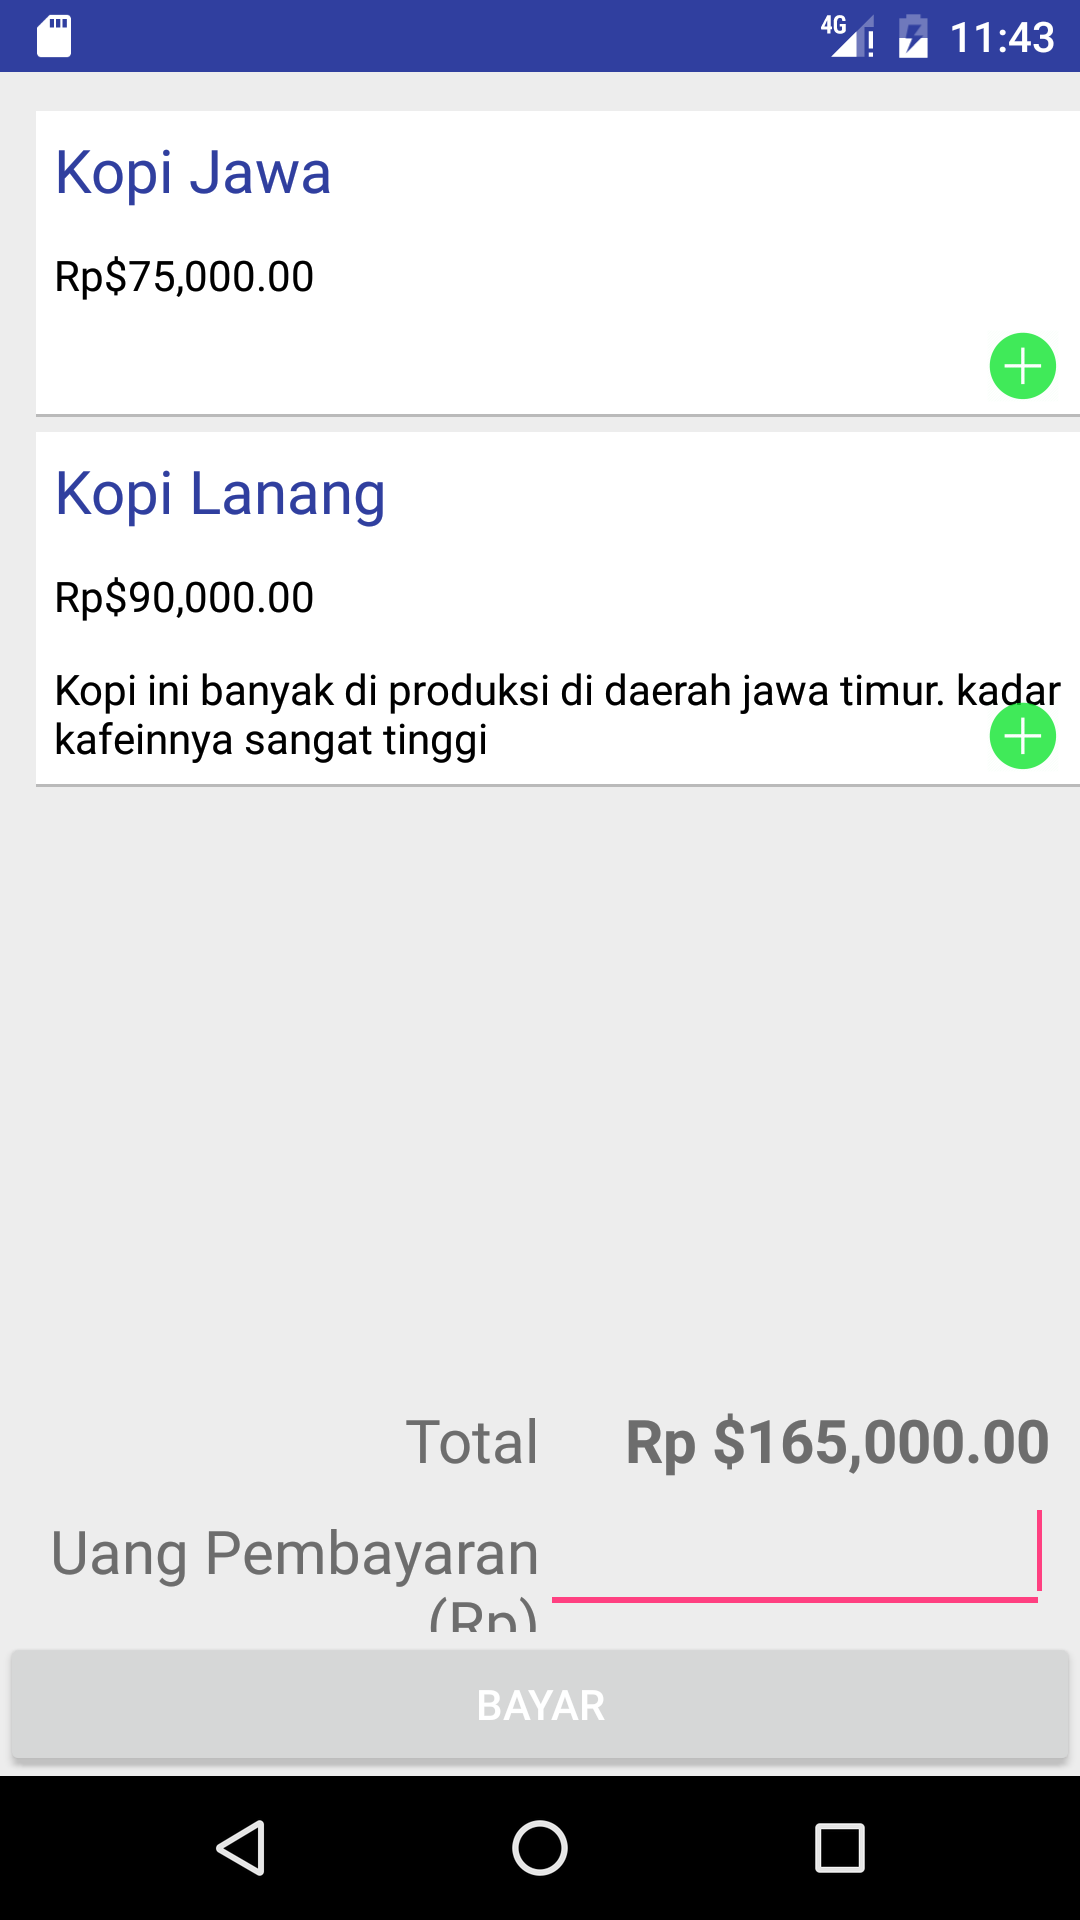 4G 11:43
Kopi Jawa
Rp$75,000.00
Kopi Lanang
Rp$90,000.00
Kopi ini banyak di produksi di daerah jawa timur. kadar
kafeinnya sangat tinggi
Total Rp $165,000.00
Uang Pembayaran
(Rp)
BAYAR